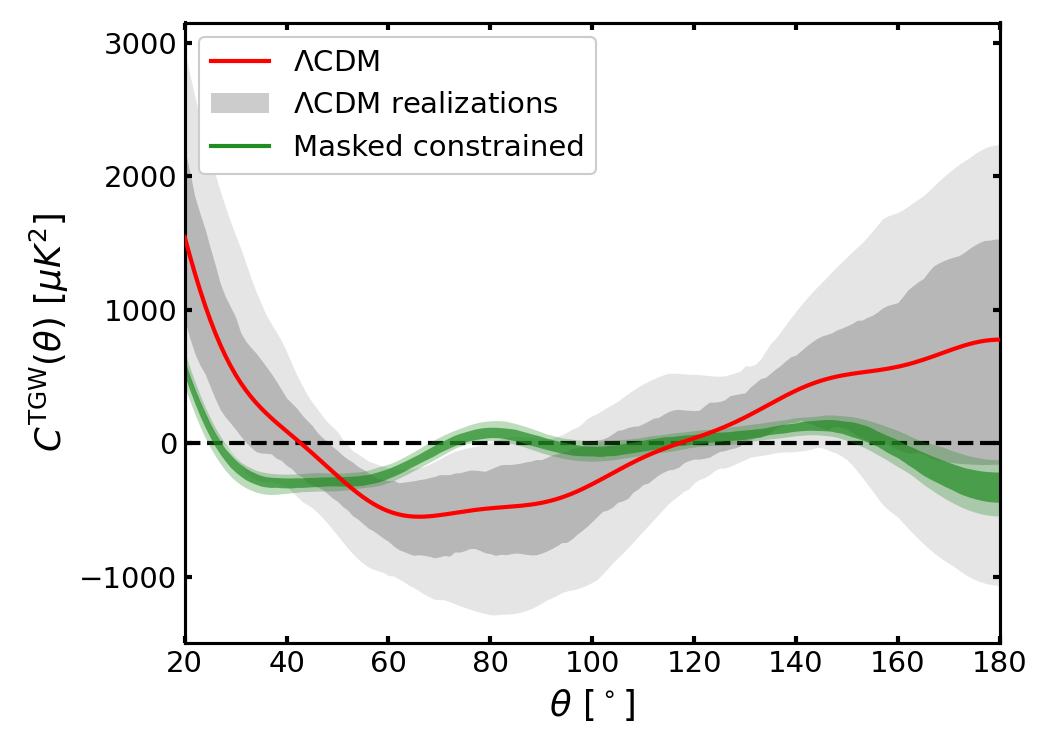 ΛCDM
ΛCDM realizations
Masked constrained
3000
2000
1000
0
−1000
C^TGW(θ) [μK²]
20 40 60 80 100 120 140 160 180
θ [°]